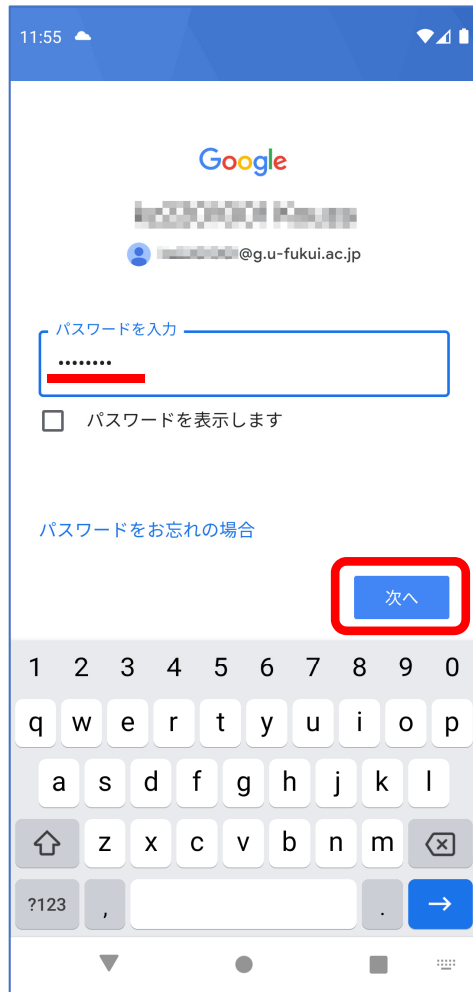 11:55
Google
@g.u-fukui.ac.jp
パスワードを入力
••••••••
パスワードを表示します
パスワードをお忘れの場合
次へ
1 2 3 4 5 6 7 8 9 0
q w e r t y u i o p
a s d f g h j k l
z x c v b n m
?123 , .